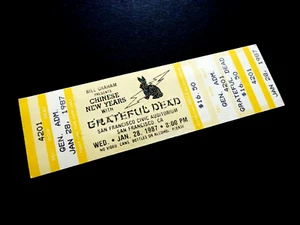 4201
GEN. ADM
JAN 28, 1987
BILL GRAHAM
PRESENTS
CHINESE
NEW YEARS
WITH
GRATEFUL DEAD
SAN FRANCISCO CIVIC AUDITORIUM
SAN FRANCISCO, CA
WED. • JAN. 28, 1987 • 8:00 PM
NO VIDEO, CANS, BOTTLES OR ALCOHOL, PLEASE
$16.50
GEN. ADM
4201
GRATEFUL DEAD
$16.50
JAN 28,
1987